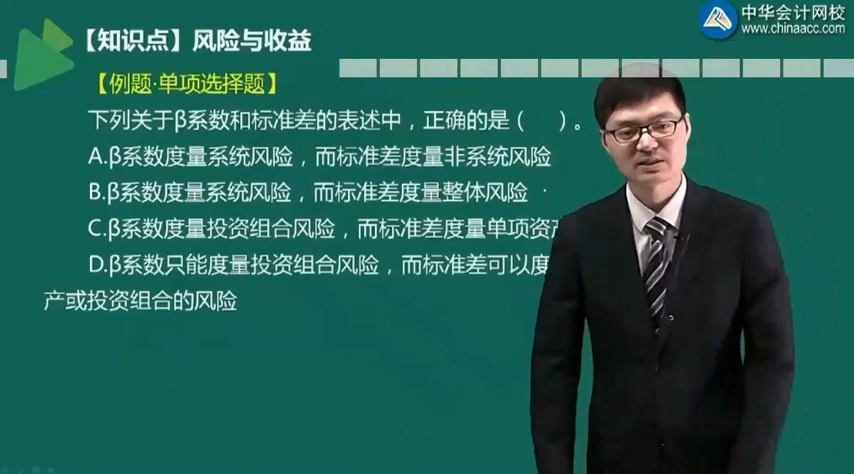 中华会计网校
www.chinaacc.com
【知识点】风险与收益
【例题·单项选择题】
下列关于β系数和标准差的表述中，正确的是（　）。
A.β系数度量系统风险，而标准差度量非系统风险
B.β系数度量系统风险，而标准差度量整体风险
C.β系数度量投资组合风险，而标准差度量单项资
D.β系数只能度量投资组合风险，而标准差可以度
产或投资组合的风险